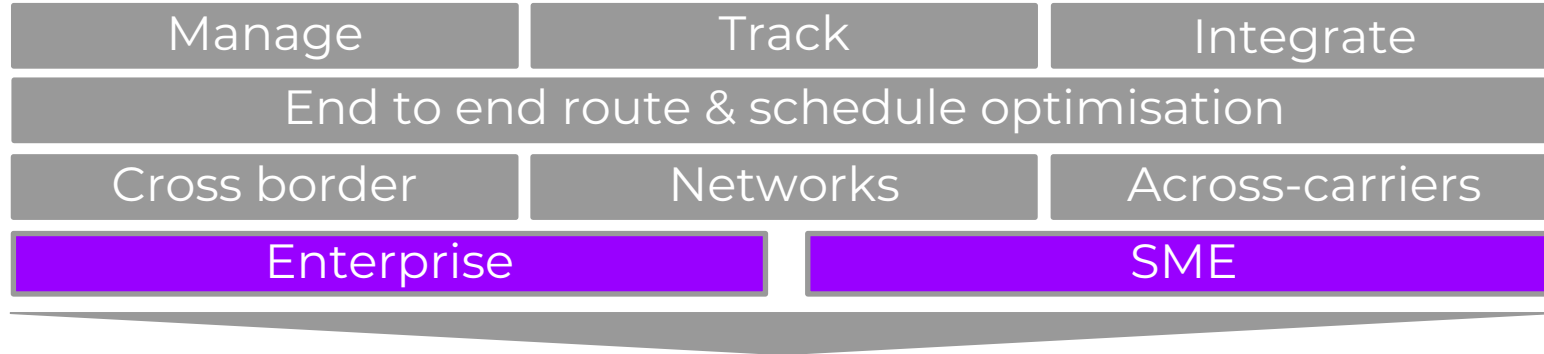 Manage Track Integrate
End to end route & schedule optimisation
Cross border Networks Across-carriers
Enterprise SME